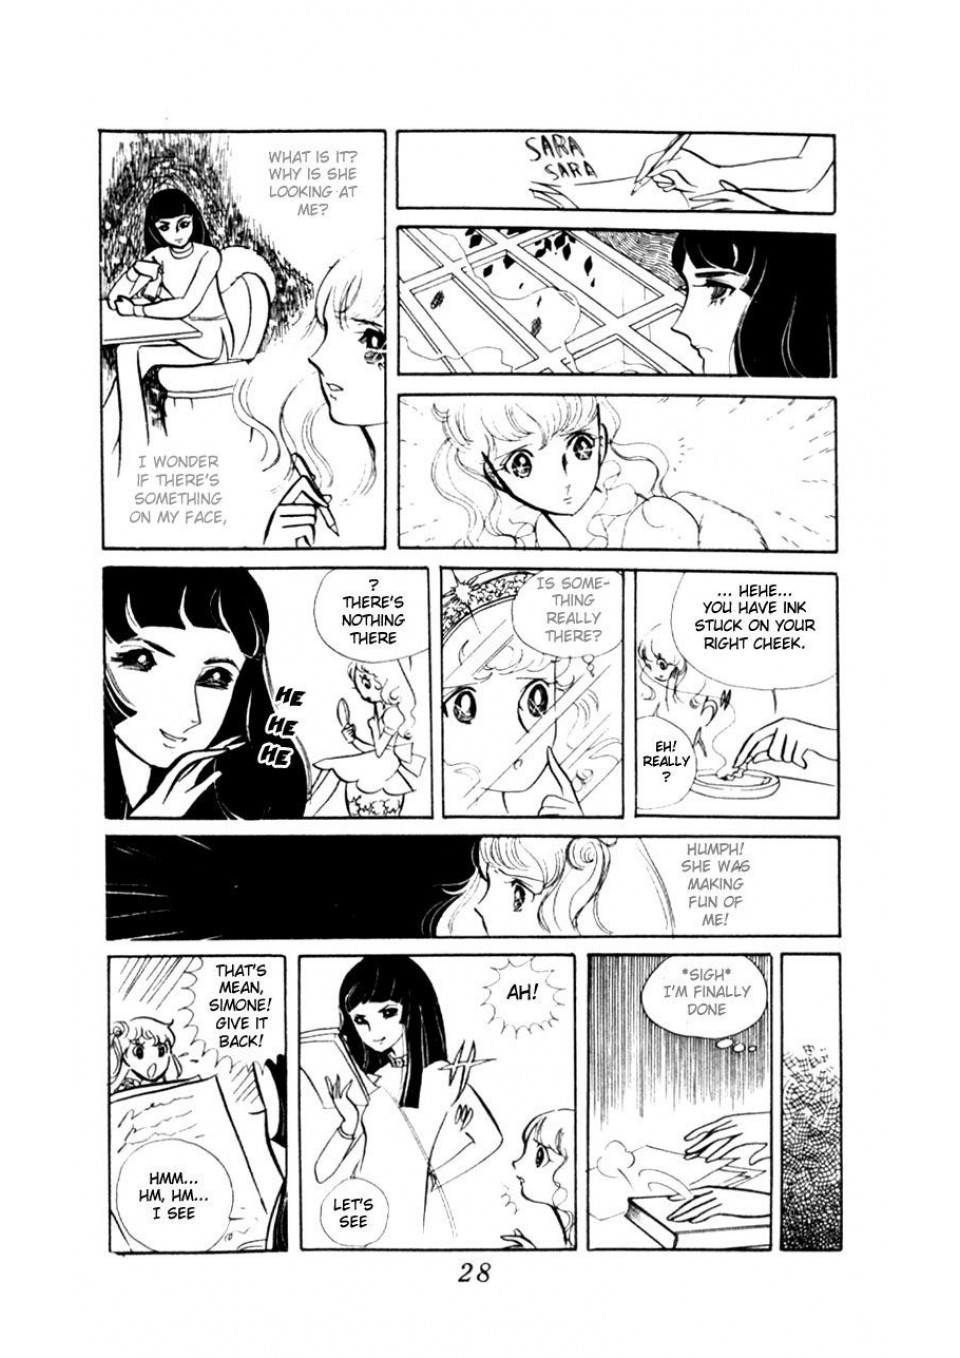 SARA
SARA
WHAT IS IT?
WHY IS SHE
LOOKING AT
ME?
I WONDER
IF THERE'S
SOMETHING
ON MY FACE,
... HEHE...
YOU HAVE INK
STUCK ON YOUR
RIGHT CHEEK.
EH!
REALLY
?
IS SOME-
THING
REALLY
THERE?
?
THERE'S
NOTHING
THERE
HE
HE
HE
HUMPH!
SHE WAS
MAKING
FUN OF
ME!
*SIGH*
I'M FINALLY
DONE
AH!
LET'S
SEE
THAT'S
MEAN,
SIMONE!
GIVE IT
BACK!
HMM...
HM, HM...
I SEE
28